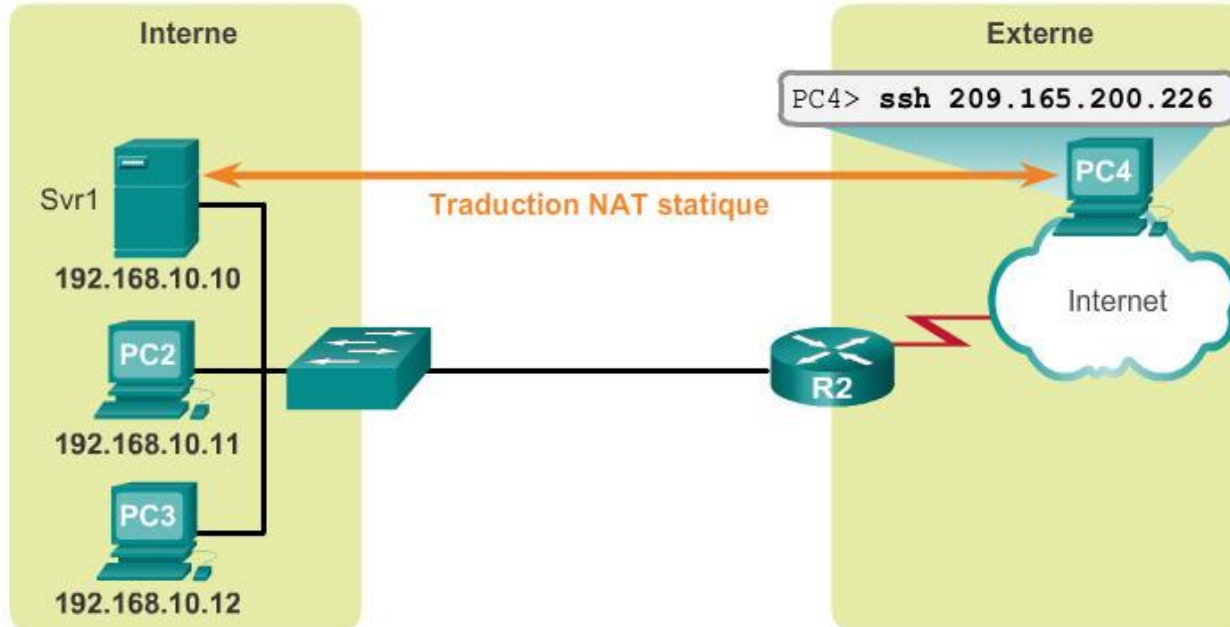 Interne
Externe
PC4> ssh 209.165.200.226
PC4
Svr1
Traduction NAT statique
192.168.10.10
Internet
PC2
R2
192.168.10.11
PC3
192.168.10.12